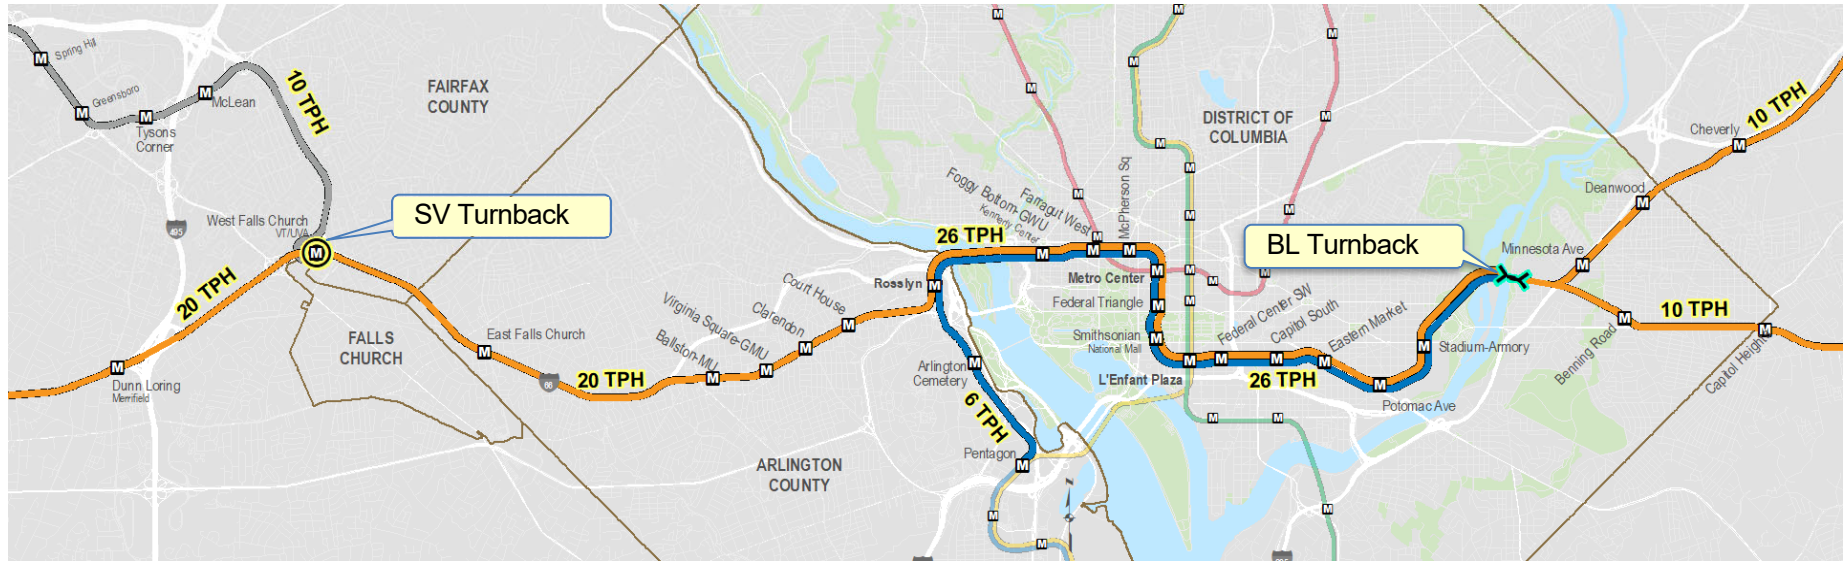 Spring Hill
Greensboro
Tysons
Corner
McLean
10 TPH
FAIRFAX
COUNTY
495
West Falls Church
VT/UVA
SV Turnback
20 TPH
Dunn Loring
Merrifield
FALLS
CHURCH
East Falls Church
66
20 TPH
Ballston-MU
Virginia Square-GMU
Clarendon
Court House
Rosslyn
ARLINGTON
COUNTY
Arlington
Cemetery
6 TPH
Pentagon
26 TPH
Foggy Bottom-GWU
Kennedy Center
Farragut West
McPherson Sq
Metro Center
Federal Triangle
Smithsonian
National Mall
L'Enfant Plaza
Federal Center SW
Capitol South
Eastern Market
26 TPH
Potomac Ave
Stadium-Armory
DISTRICT OF
COLUMBIA
BL Turnback
Minnesota Ave
Deanwood
Cheverly
10 TPH
Benning Road
10 TPH
Capitol Heights